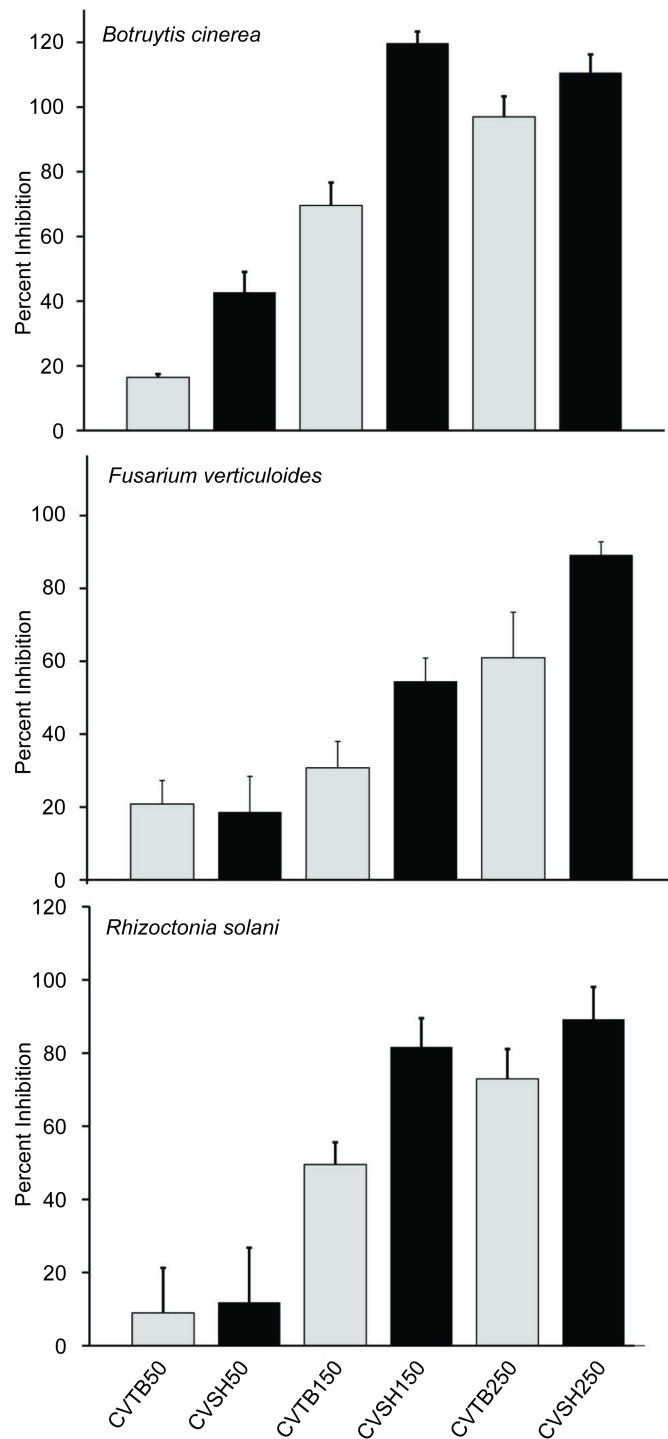 Botruytis cinerea
120
100
80
60
40
20
0
Percent Inhibition
Fusarium verticuloides
100
80
60
40
20
0
Percent Inhibition
Rhizoctonia solani
120
100
80
60
40
20
0
Percent Inhibition
CVTB50
CVSH50
CVTB150
CVSH150
CVTB250
CVSH250